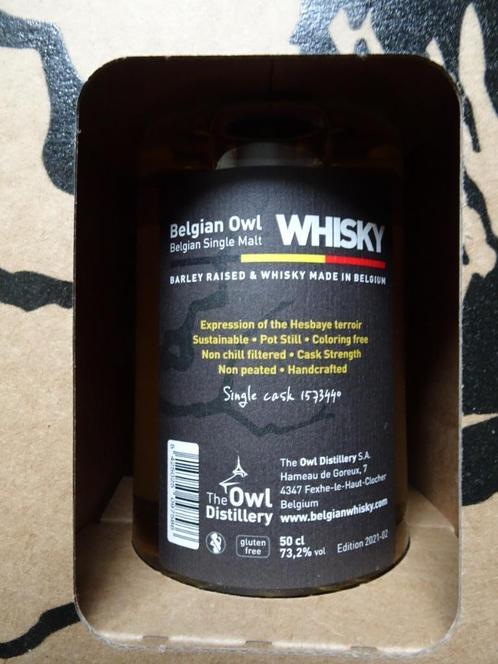 Belgian Owl
Belgian Single Malt
WHISKY
BARLEY RAISED & WHISKY MADE IN BELGIUM
Expression of the Hesbaye terroir
Sustainable • Pot Still • Coloring free
Non chill filtered • Cask Strength
Non peated • Handcrafted
Single cask 1573440
The Owl Distillery S.A.
Hameau de Goreux, 7
4347 Fexhe-le-Haut-Clocher
Belgium
www.belgianwhisky.com
The Owl
Distillery
gluten
free
50 cl
73,2% vol
Edition 2021-02